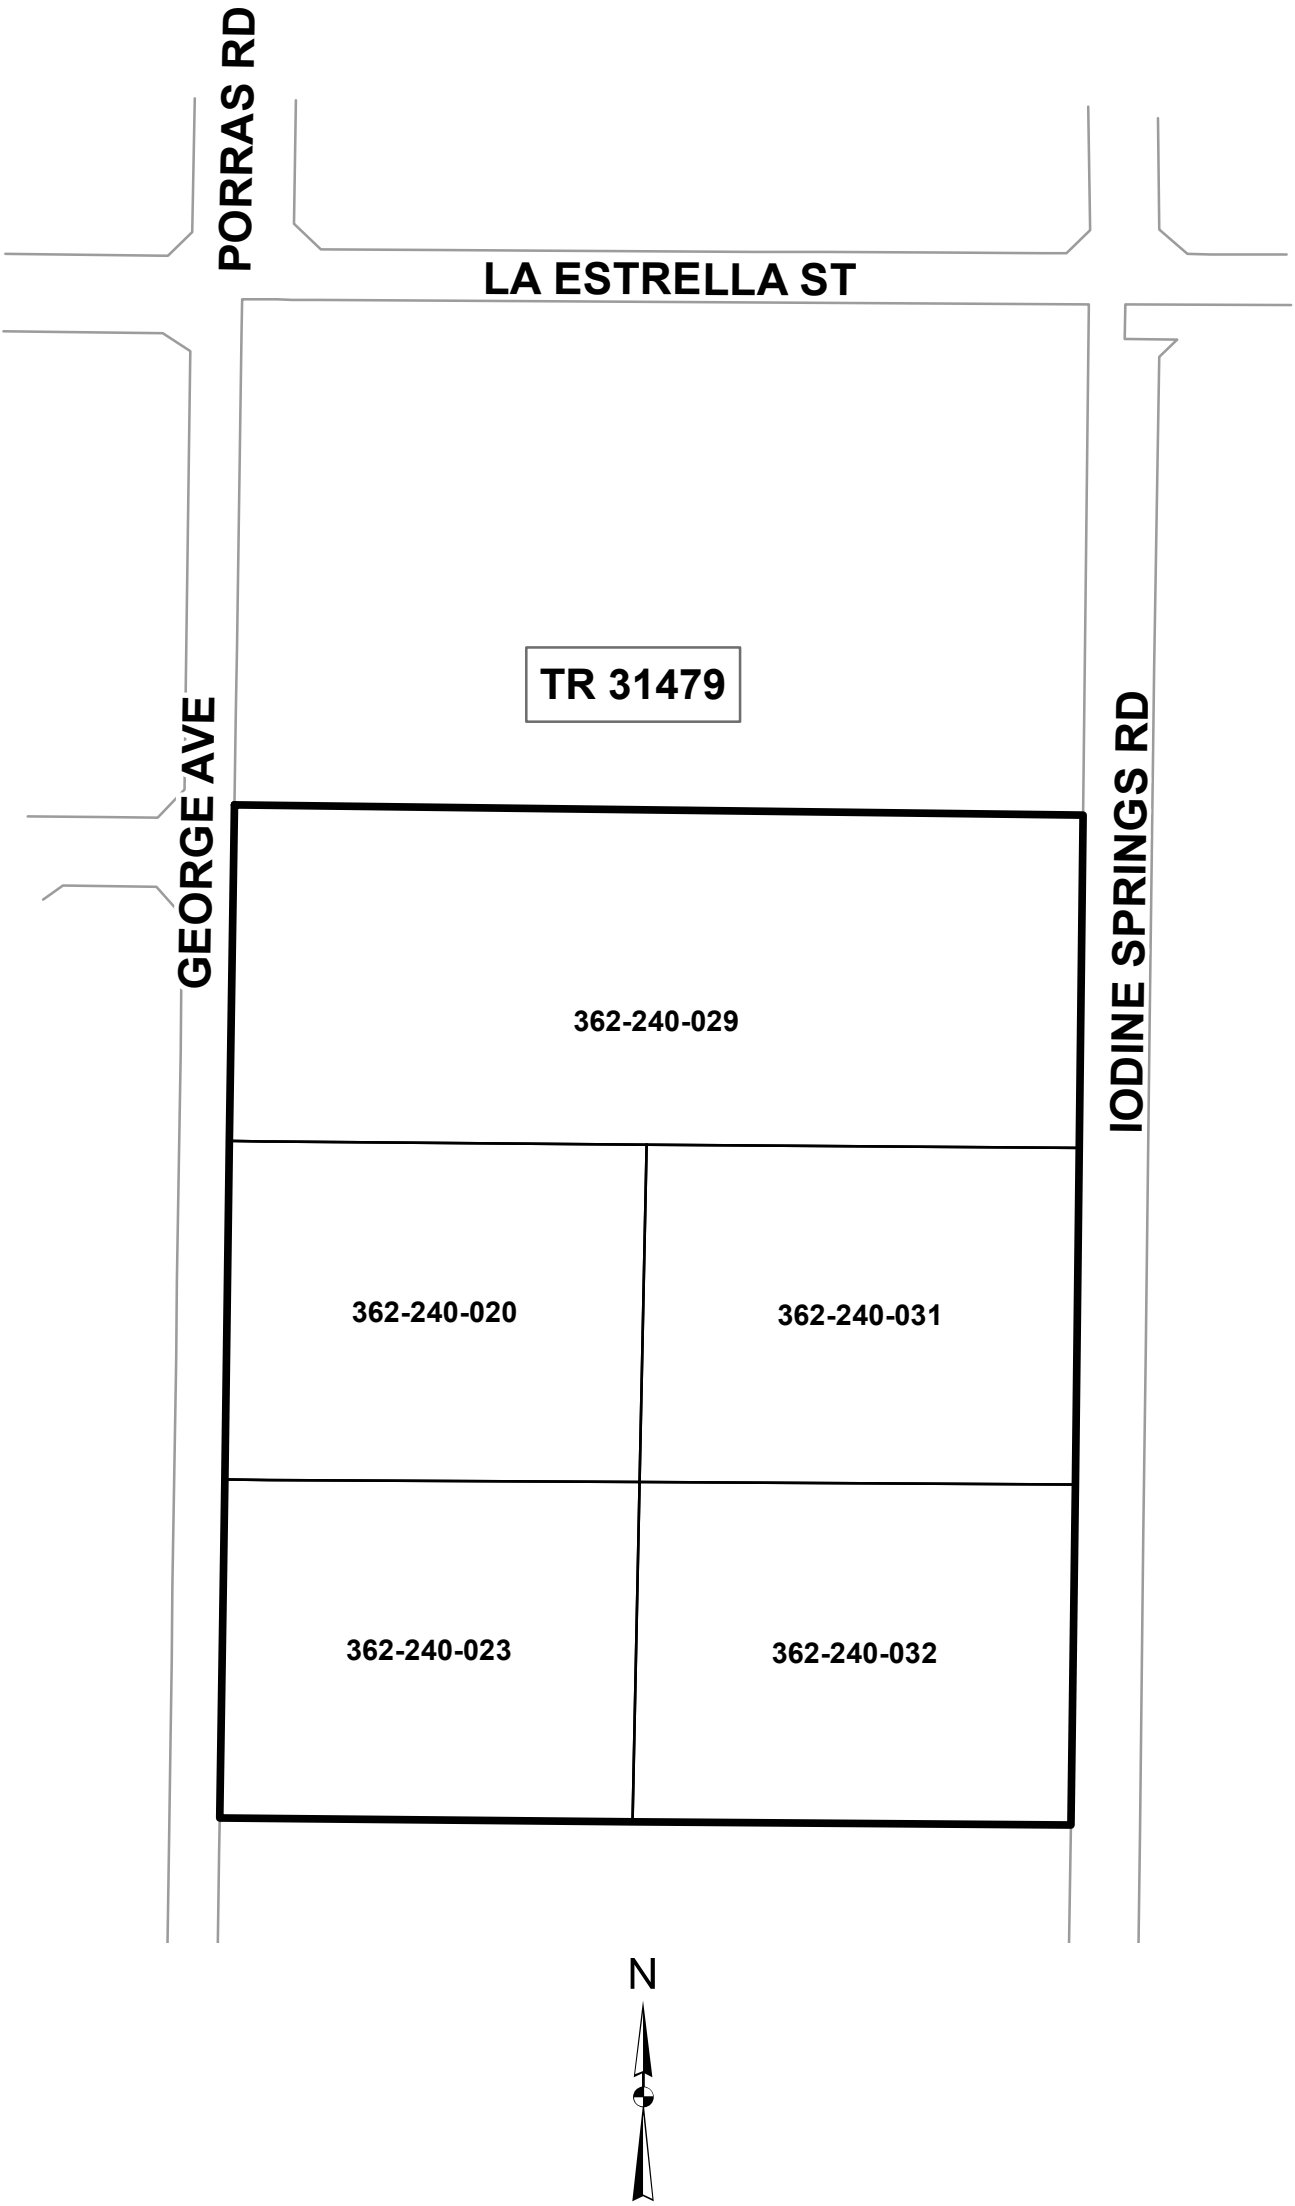 PORRAS RD
LA ESTRELLA ST
TR 31479
GEORGE AVE
IODINE SPRINGS RD
362-240-029
362-240-020
362-240-031
362-240-023
362-240-032
N